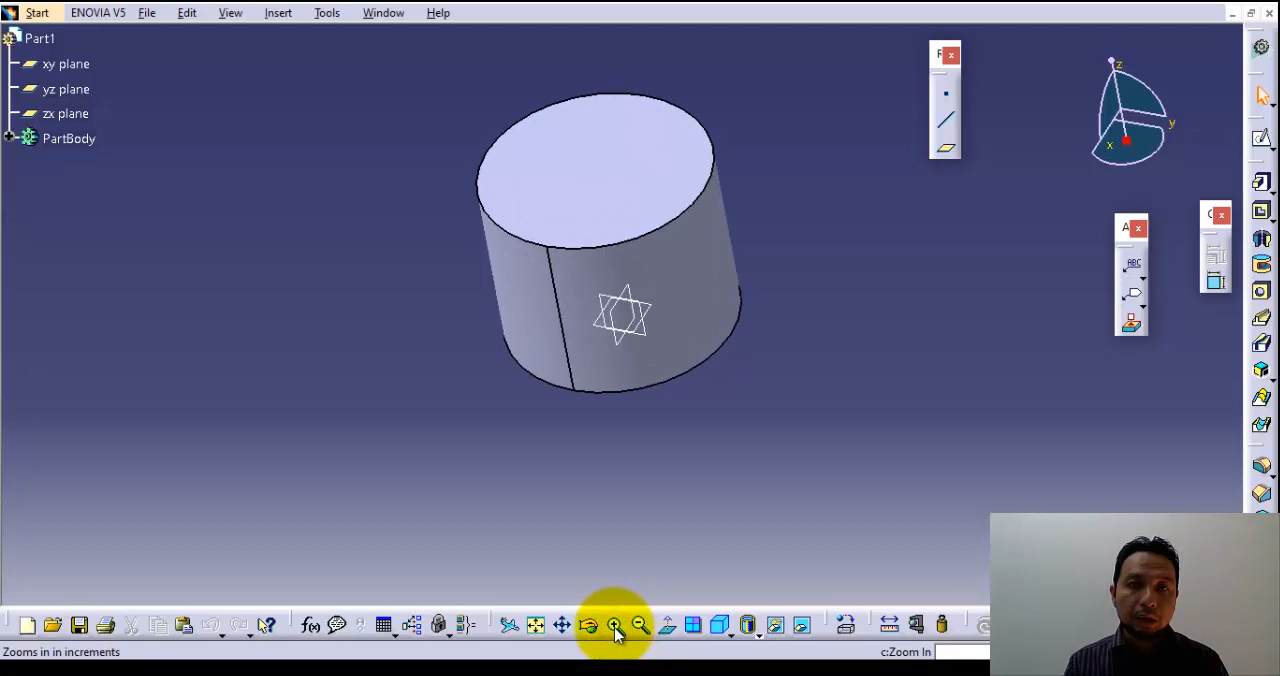 Start ENOVIA V5 File Edit View Insert Tools Window Help
Part1
xy plane
yz plane
zx plane
PartBody
z
y
x
A
ABC
f(x)
Zooms in in increments
c:Zoom In